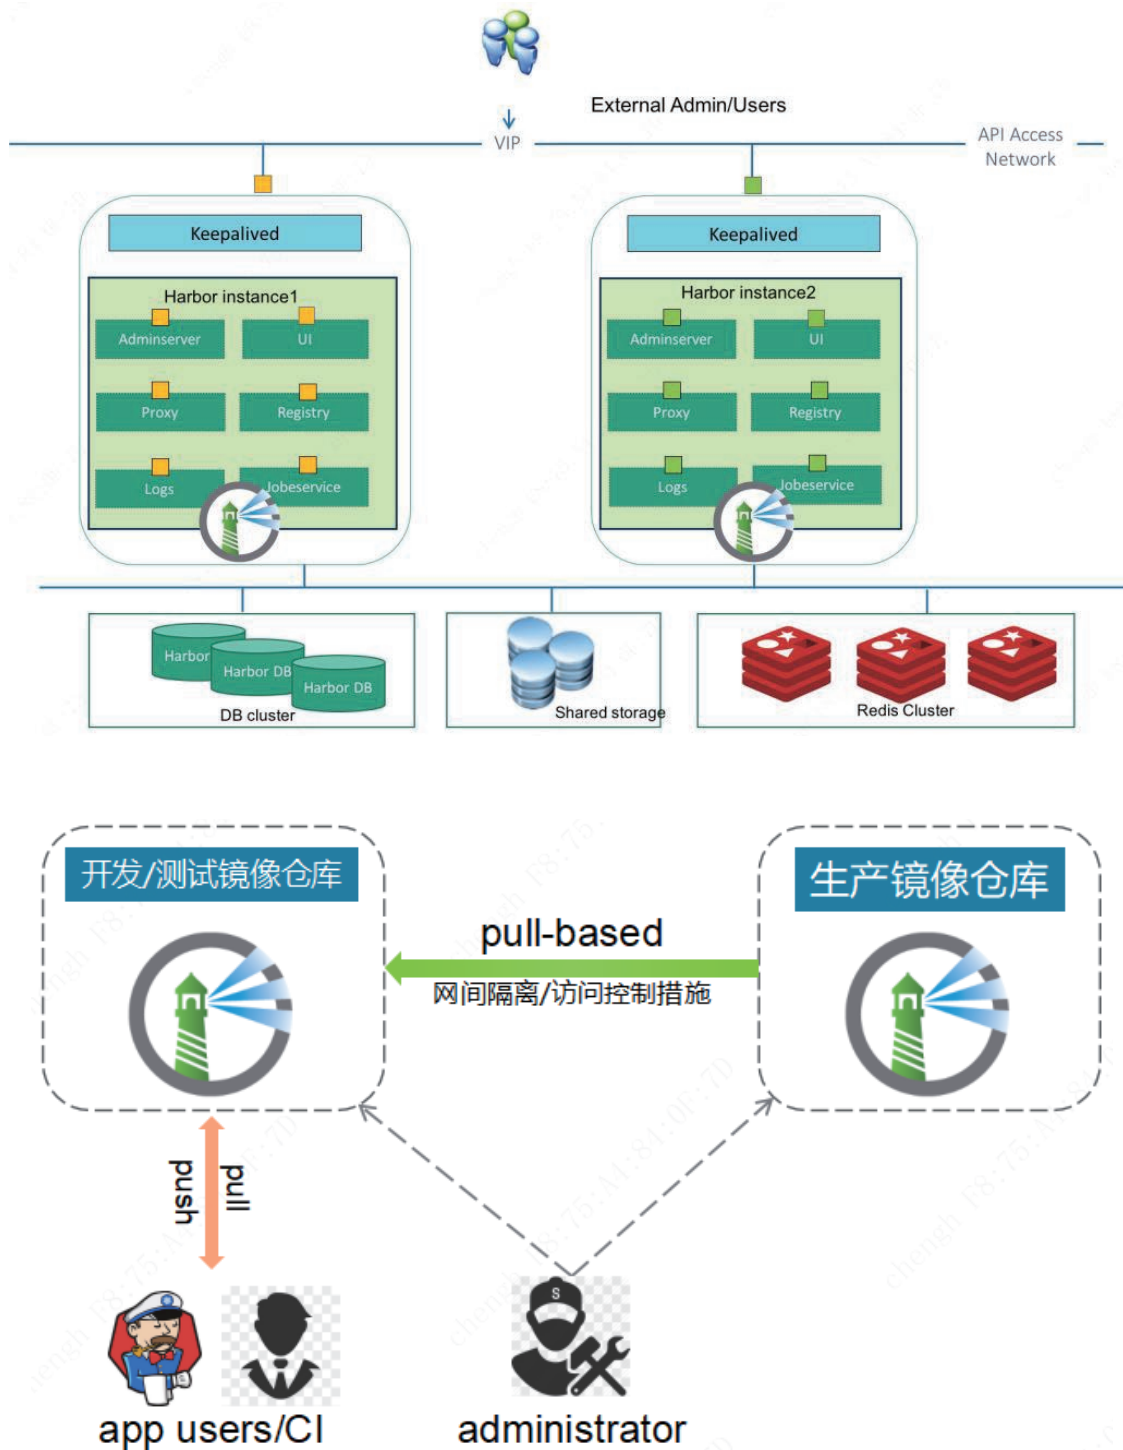 External Admin/Users
VIP
API Access
Network
Keepalived
Keepalived
Harbor instance1
Harbor instance2
Adminserver
UI
Adminserver
UI
Proxy
Registry
Proxy
Registry
Logs
Jobeservice
Logs
Jobeservice
Harbor
Harbor DB
Harbor DB
DB cluster
Shared storage
Redis Cluster
开发/测试镜像仓库
生产镜像仓库
pull-based
网间隔离/访问控制措施
pull
push
S
app users/CI
administrator